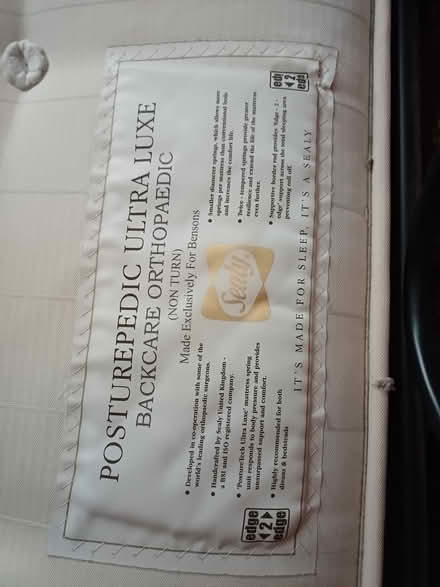 POSTUREPEDIC ULTRA LUXE
BACKCARE ORTHOPAEDIC
(NON TURN)
Made Exclusively For Bensons
• Developed in co-operation with some of the
world's leading orthopaedic surgeons.
• Handcrafted by Sealy United Kingdom -
a BSI and ISO registered company.
• 'PostureTech Ultra Luxe' mattress spring
unit responds to body pressure and provides
unsurpassed support and comfort.
• Highly recommended for both
divans & bedsteads
Sealy
• Smaller diameter springs, which allows more
springs per mattress than conventional beds
and increases the comfort life.
• Twice - tempered springs provide greater
resilience and extend the life of the mattress
even further.
• Supportive border rod provides 'Edge - 2 -
edge' support across the total sleeping area
preventing roll off.
edge
2
edge
IT'S MADE FOR SLEEP, IT'S A SEALY
edge
2
edge